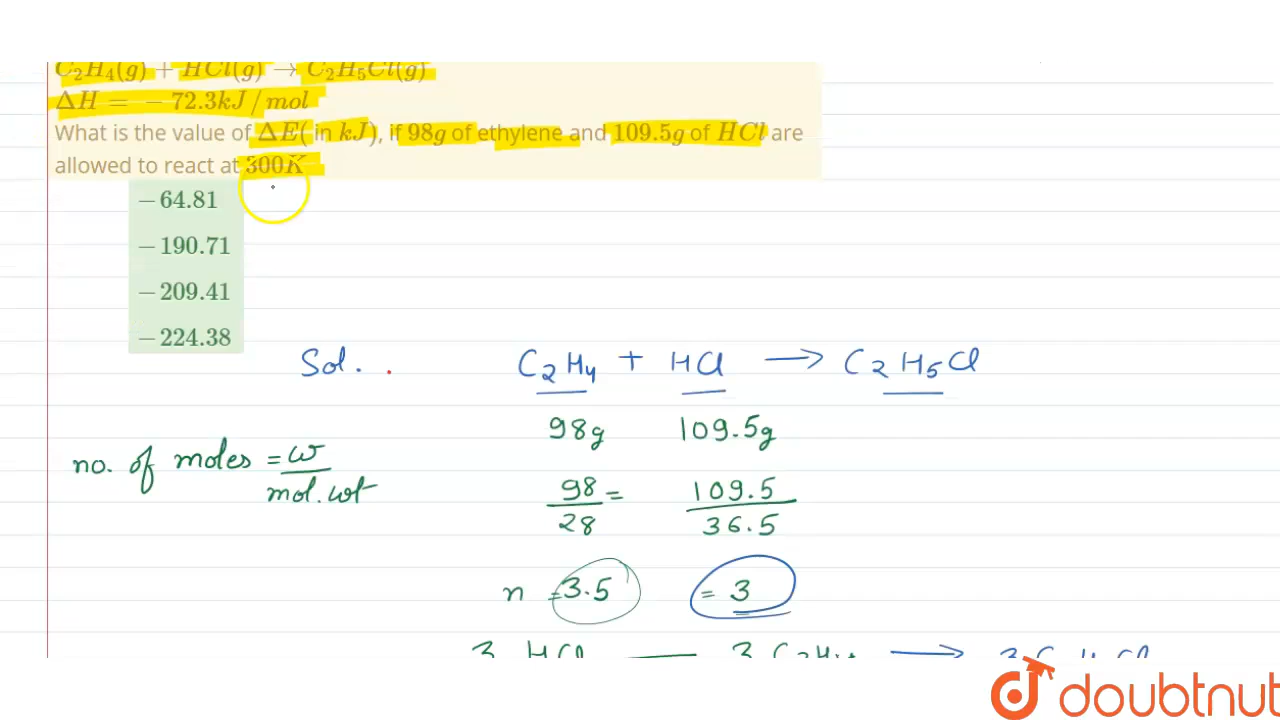 C₂H₄(g) + HCl(g) → C₂H₅Cl(g)
ΔH = −72.3kJ/mol
What is the value of ΔE( in kJ), if 98g of ethylene and 109.5g of HCl are
allowed to react at 300K
−64.81
−190.71
−209.41
−224.38
Sol. . C₂H₄ + HCl → C₂H₅Cl
98g 109.5g
no. of moles = w/mol.wt
98/28 = 109.5/36.5
n = 3.5 = 3
3 HCl
doubtnut